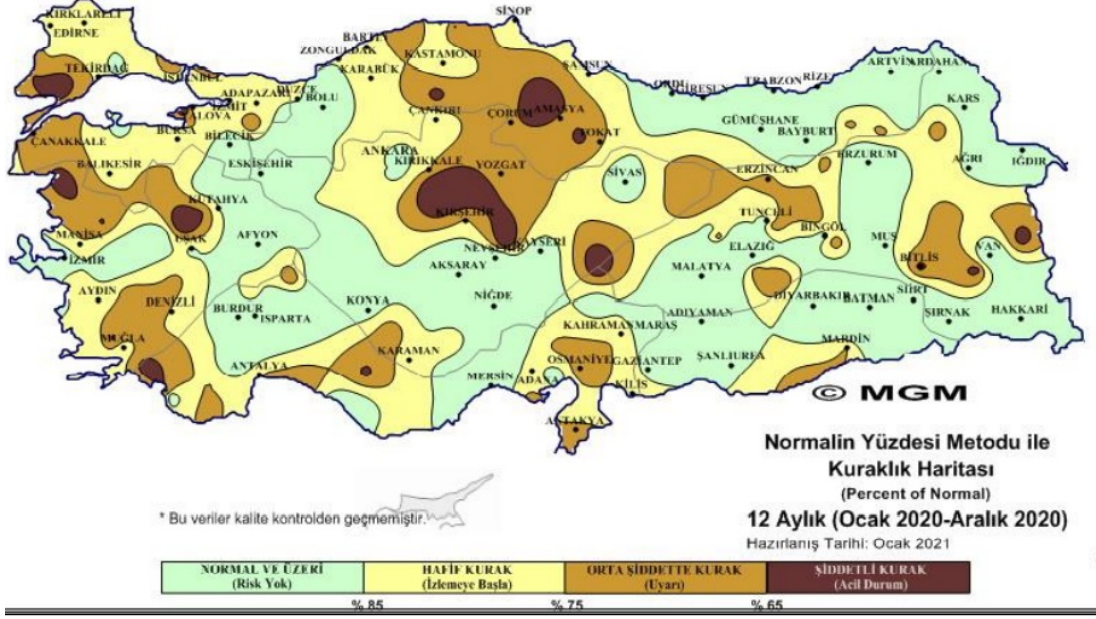 SİNOP
KIRKLARELİ
EDİRNE
BARTIN
ZONGULDAK
KASTAMONU
TEKİRDAĞ
İSTANBUL
KARABÜK
SAMSUN
ARTVİN
ARDAHAN
ORDU
GİRESUN
TRABZON
RİZE
ADAPAZARI
DÜZCE
İZMİT
BOLU
YALOVA
ÇANKIRI
ÇORUM
AMASYA
KARS
GÜMÜŞHANE
BAYBURT
TOKAT
BURSA
BİLECİK
ÇANAKKALE
ANKARA
KIRIKKALE
YOZGAT
ESKİŞEHİR
BALIKESİR
SİVAS
ERZİNCAN
ERZURUM
AĞRI
IĞDIR
KÜTAHYA
KIRŞEHİR
TUNCELİ
MANİSA
UŞAK
AFYON
NEVŞEHİR
KAYSERİ
ELAZIĞ
BİNGÖL
MUŞ
VAN
İZMİR
AKSARAY
MALATYA
BİTLİS
AYDIN
DENİZLİ
BURDUR
ISPARTA
KONYA
NİĞDE
DİYARBAKIR
BATMAN
SİİRT
ADIYAMAN
ŞIRNAK
HAKKARİ
MUĞLA
KAHRAMANMARAŞ
MARDİN
ANTALYA
KARAMAN
OSMANİYE
GAZİANTEP
ŞANLIURFA
MERSİN
ADANA
KİLİS
ANTAKYA
© MGM
Normalin Yüzdesi Metodu ile
Kuraklık Haritası
(Percent of Normal)
12 Aylık (Ocak 2020-Aralık 2020)
Hazırlanış Tarihi: Ocak 2021
* Bu veriler kalite kontrolden geçmemiştir.
NORMAL VE ÜZERİ
(Risk Yok)
HAFİF KURAK
(İzlemeye Başla)
ORTA ŞİDDETTE KURAK
(Uyarı)
ŞİDDETLİ KURAK
(Acil Durum)
% 85
% 75
% 65